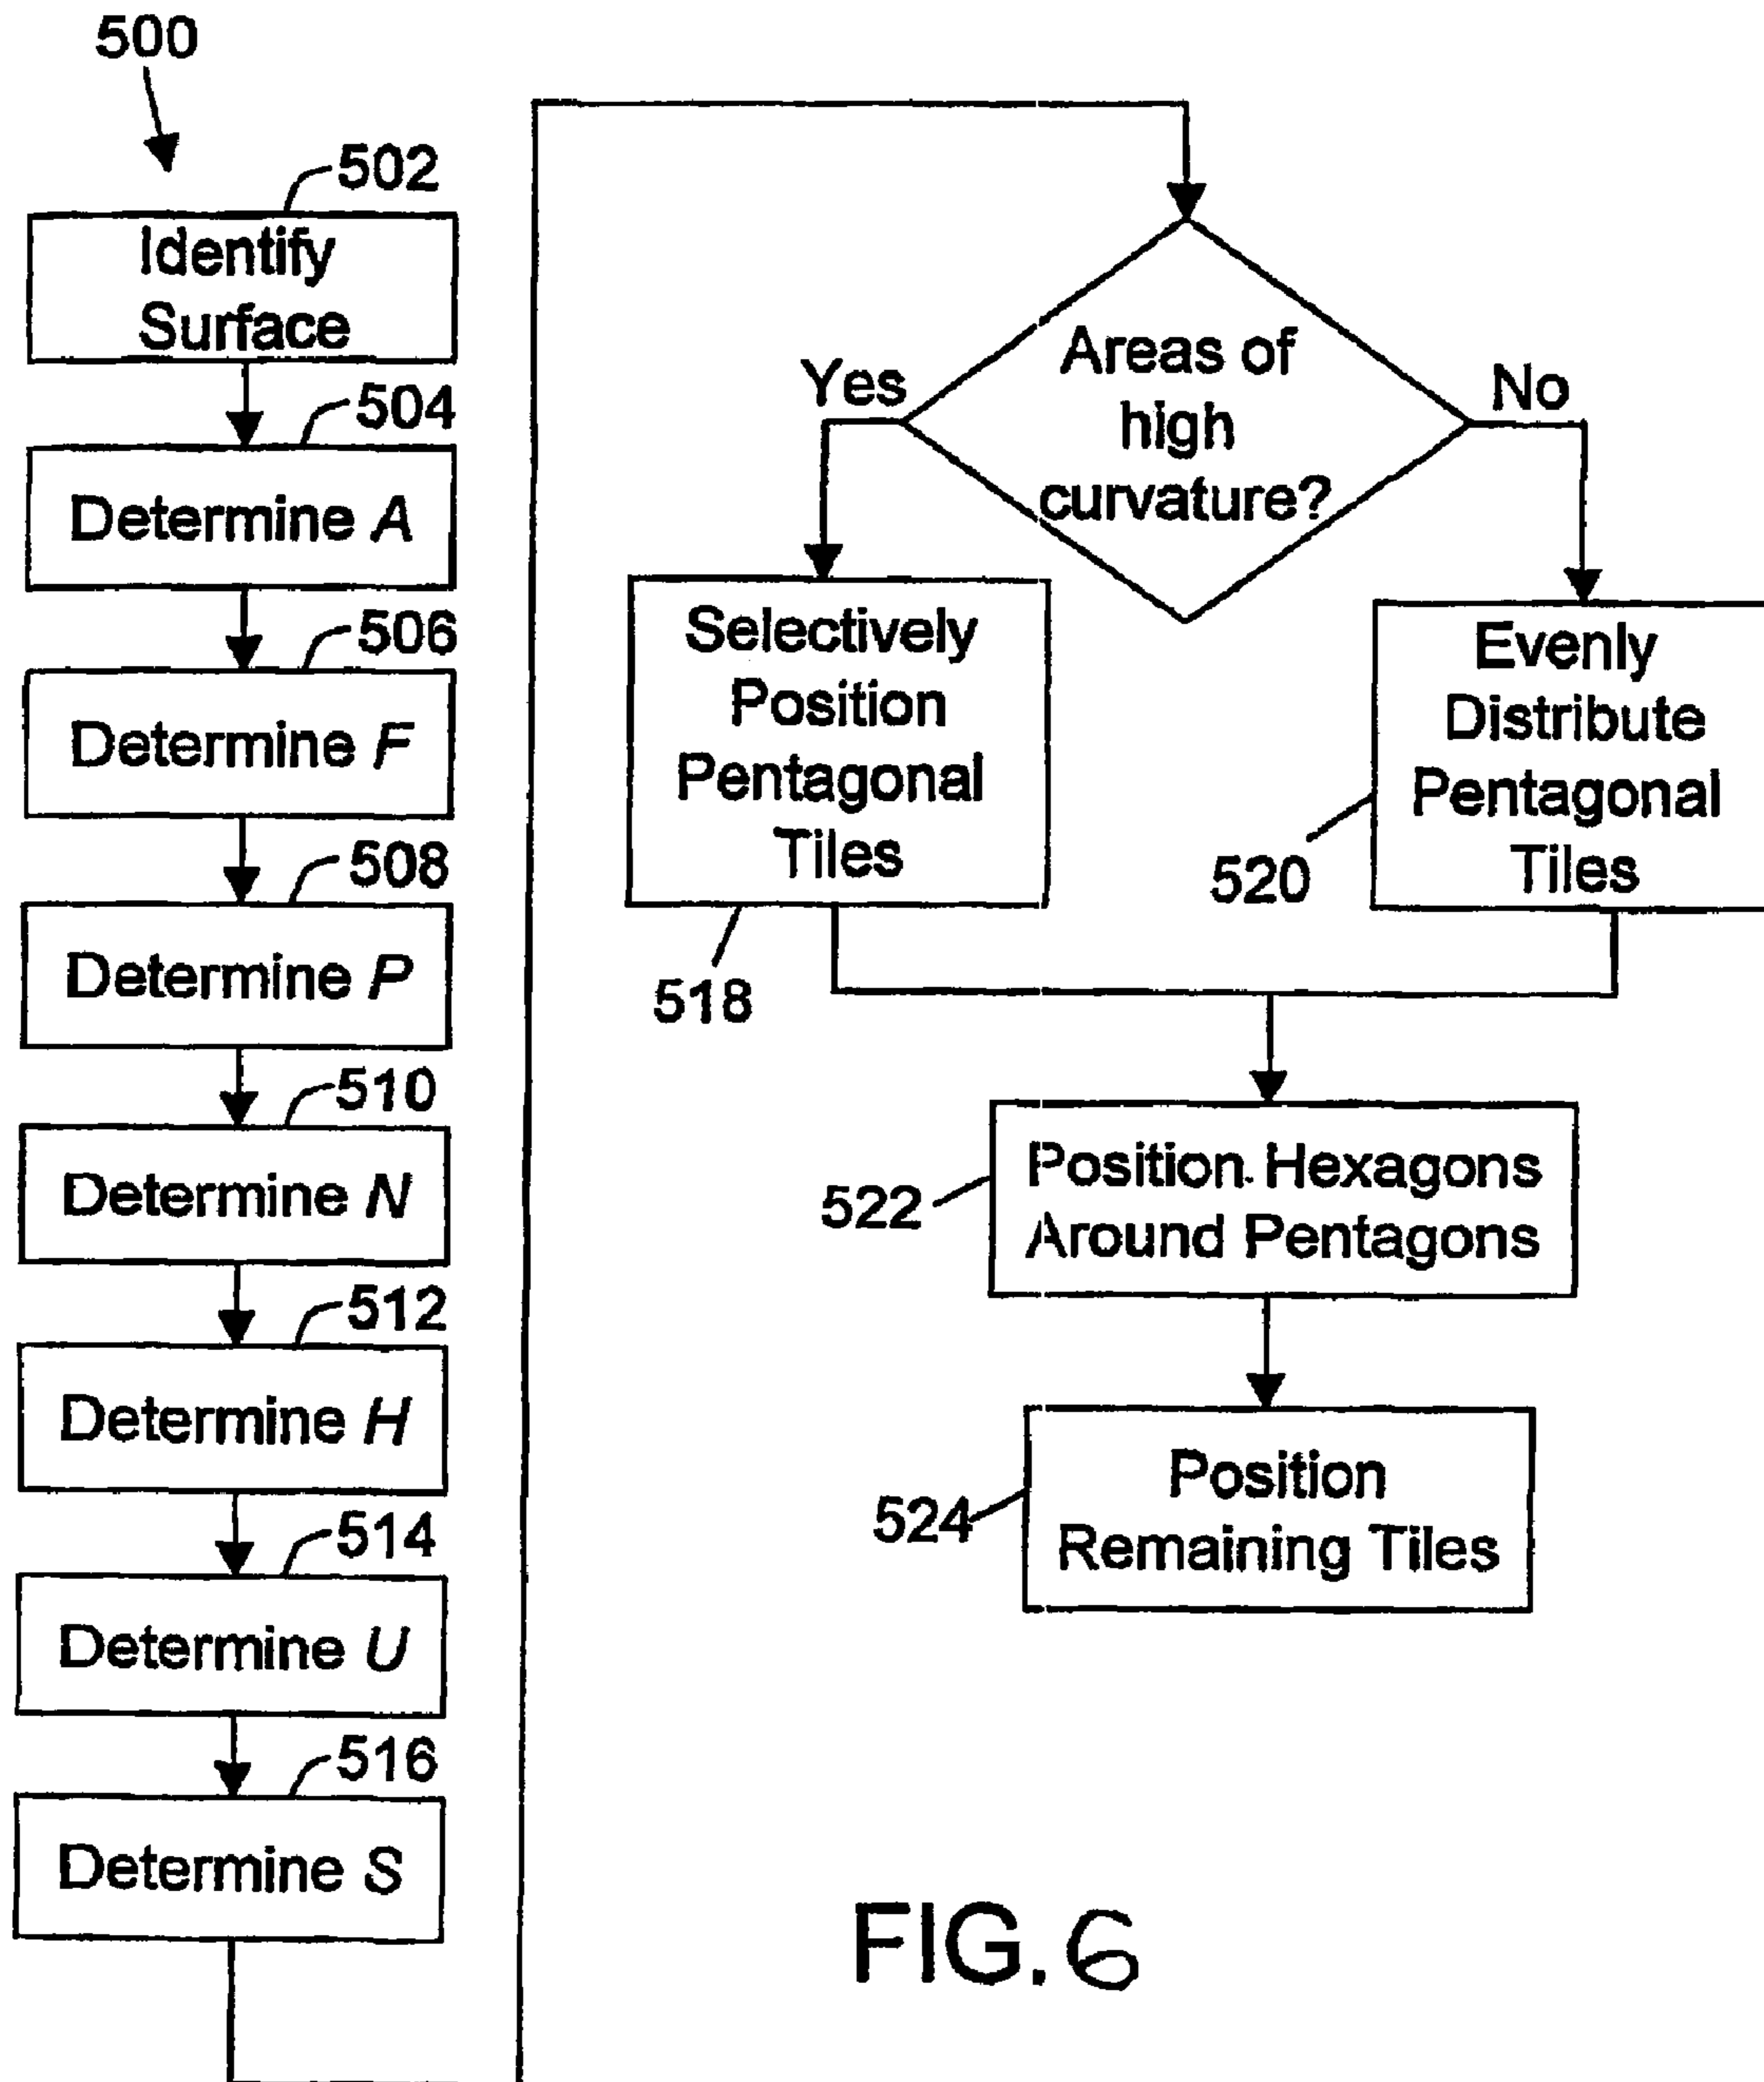 500
502
Identify
Surface
504
Determine A
506
Determine F
508
Determine P
510
Determine N
512
Determine H
514
Determine U
516
Determine S
Areas of
high
curvature?
Yes
No
Selectively
Position
Pentagonal
Tiles
518
Evenly
Distribute
Pentagonal
Tiles
520
Position Hexagons
Around Pentagons
522
Position
Remaining Tiles
524
FIG. 6